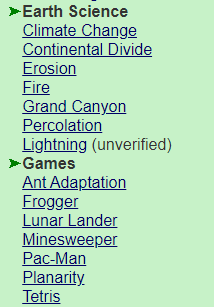 Earth Science
Climate Change
Continental Divide
Erosion
Fire
Grand Canyon
Percolation
Lightning (unverified)
Games
Ant Adaptation
Frogger
Lunar Lander
Minesweeper
Pac-Man
Planarity
Tetris